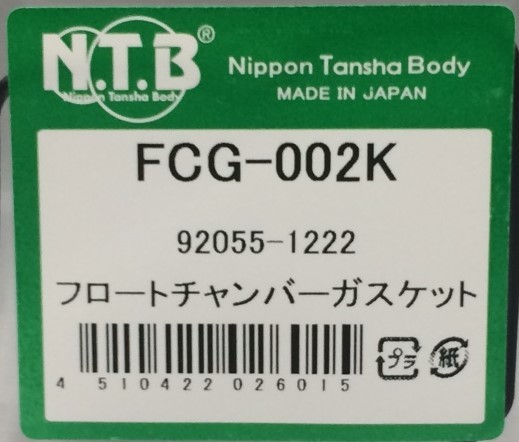 N.T.B®
Nippon Tansha Body
Nippon Tansha Body
MADE IN JAPAN
FCG-002K
92055-1222
フロートチャンバーガスケット
4 510422 026015
プラ
紙